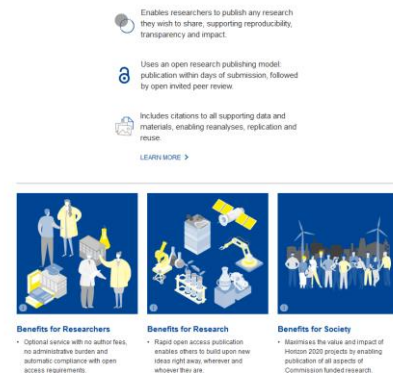 Enables researchers to publish any research
they wish to share, supporting reproducibility,
transparency and impact.
Uses an open research publishing model:
publication within days of submission, followed
by open invited peer review.
Includes citations to all supporting data and
materials, enabling reanalyses, replication and
reuse.
LEARN MORE >
Benefits for Researchers
• Optional service with no author fees,
no administrative burden and
automatic compliance with open
access requirements.
Benefits for Research
• Rapid open access publication
enables others to build upon new
ideas right away, wherever and
whoever they are.
Benefits for Society
• Maximises the value and impact of
Horizon 2020 projects by enabling
publication of all aspects of
Commission funded research.